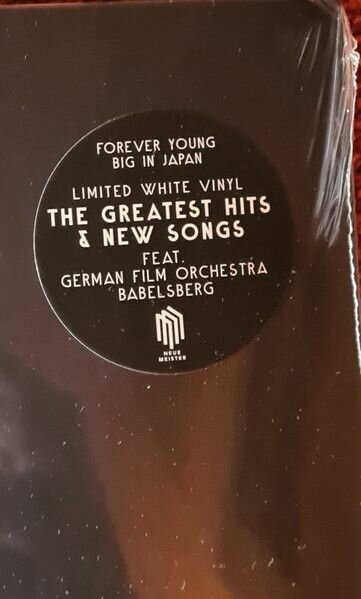 FOREVER YOUNG
BIG IN JAPAN
LIMITED WHITE VINYL
THE GREATEST HITS
& NEW SONGS
FEAT.
GERMAN FILM ORCHESTRA
BABELSBERG
NEUE
MEISTER